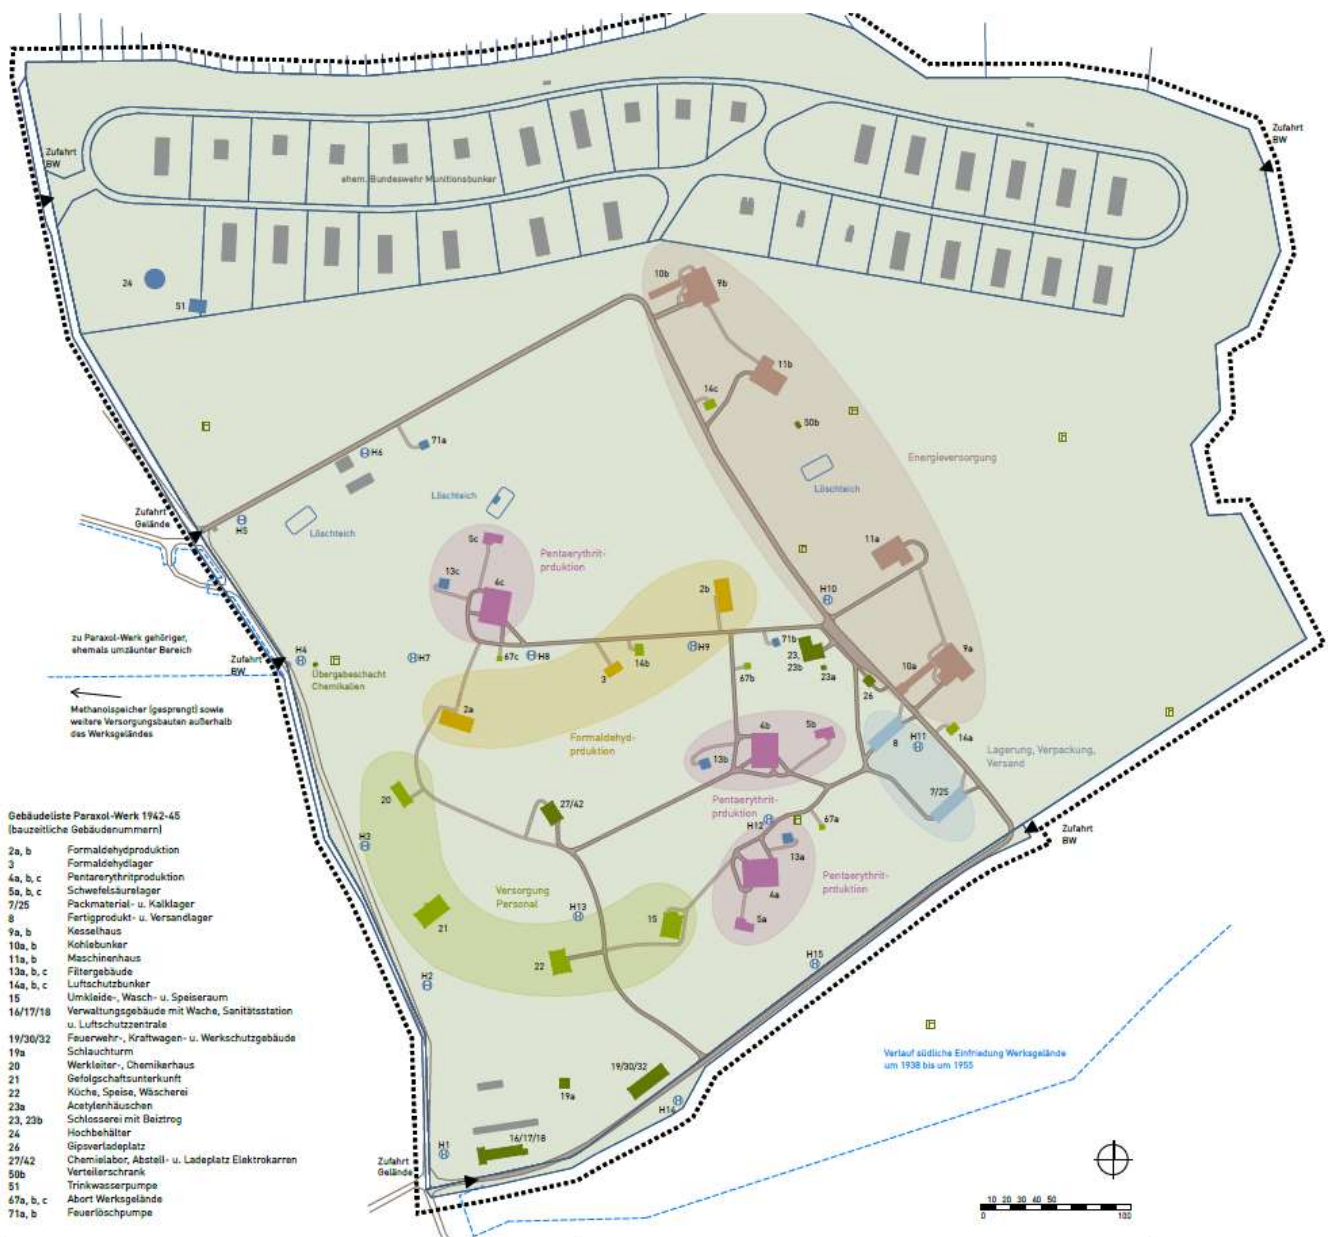 Zufahrt
BW
Zufahrt
BW
ehem. Bundeswehr Munitionsbunker
24
51
10b
9b
11b
14c
50b
71a
H6
Energieversorgung
Löschteich
Löschteich
Zufahrt
Gelände
H5
Löschteich
5c
Pentaerythrit-
prduktion
11a
13c
6c
2b
H10
zu Paraxol-Werk gehöriger,
ehemals umzäunter Bereich
Zufahrt
BW
H4
H7
67c
H8
14b
H9
71b
23,
23b
23a
10a
9a
Übergabeschacht
Chemikalien
3
67b
26
Methanolspeicher (gesprengt) sowie
weitere Versorgungsbauten außerhalb
des Werksgeländes
2a
Formaldehyd-
prduktion
4b
5b
8
H11
14a
13b
Lagerung, Verpackung,
Versand
20
27/42
Pentaerythrit-
prduktion
7/25
H12
67a
Zufahrt
BW
H3
13a
Versorgung
Personal
4a
Pentaerythrit-
prduktion
21
H13
15
5a
22
H2
H15
Gebäudeliste Paraxol-Werk 1942-45
(bauzeitliche Gebäudenummern)
2a, b Formaldehydproduktion
3 Formaldehydlager
4a, b, c Pentarerythritproduktion
5a, b, c Schwefelsäurelager
7/25 Packmaterial- u. Kalklager
8 Fertigprodukt- u. Versandlager
9a, b Kesselhaus
10a, b Kohlebunker
11a, b Maschinenhaus
13a, b, c Filtergebäude
14a, b, c Luftschutzbunker
15 Umkleide-, Wasch- u. Speiseraum
16/17/18 Verwaltungsgebäude mit Wache, Sanitätsstation
u. Luftschutzzentrale
19/30/32 Feuerwehr-, Kraftwagen- u. Werkschutzgebäude
19a Schlauchturm
20 Werkleiter-, Chemikerhaus
21 Gefolgschaftsunterkunft
22 Küche, Speise, Wäscherei
23a Acetylenhäuschen
23, 23b Schlosserei mit Beiztrog
24 Hochbehälter
26 Gipsverladeplatz
27/42 Chemielabor, Abstell- u. Ladeplatz Elektrokarren
50b Verteilerschrank
51 Trinkwasserpumpe
67a, b, c Abort Werksgelände
71a, b Feuerlöschpumpe
Verlauf südliche Einfriedung Werksgelände
um 1938 bis um 1955
19/30/32
19a
H14
16/17/18
H1
Zufahrt
Gelände
10 20 30 40 50
0 100